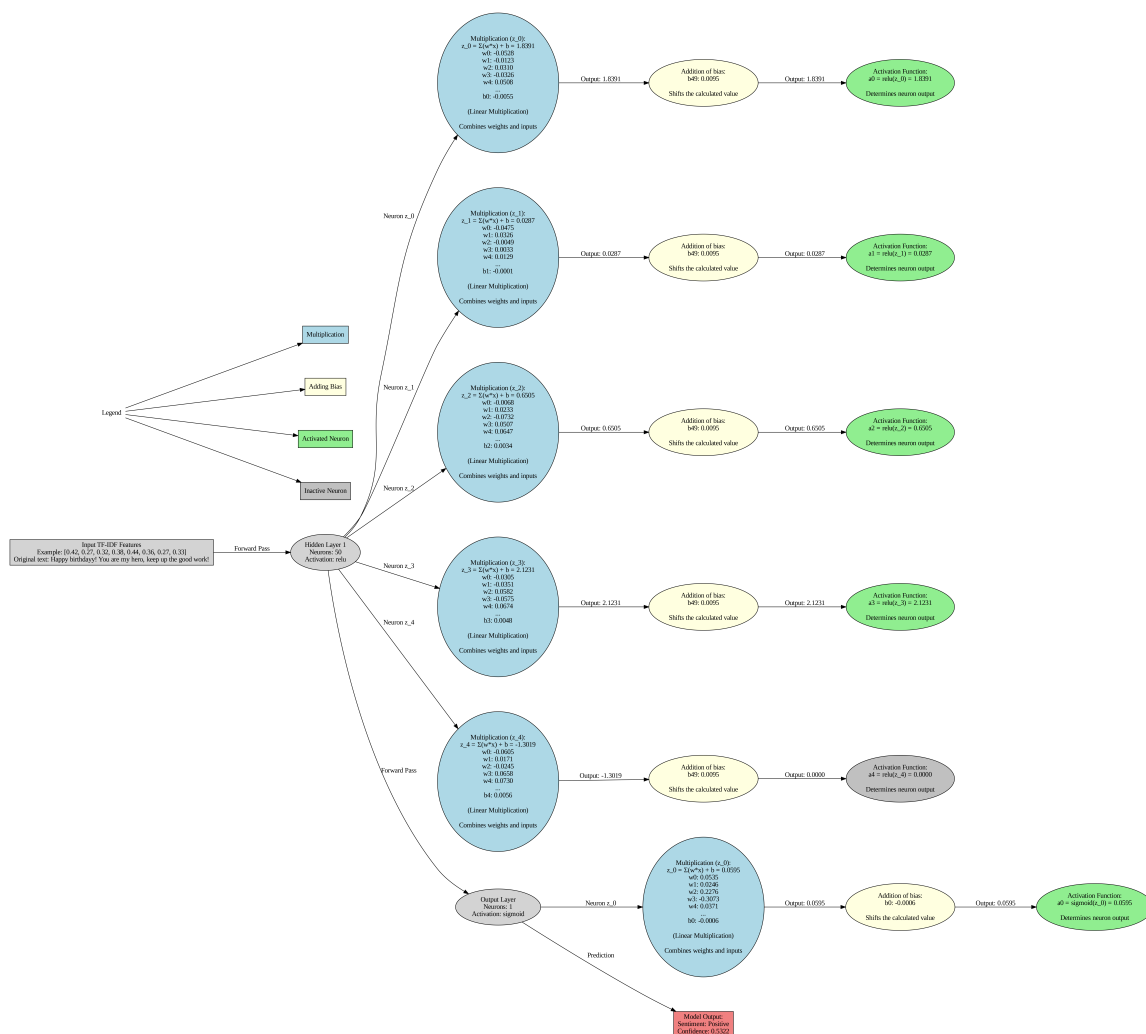 Multiplication (z_0):
z_0 = Σ(w*x) + b = 1.8391
w0: -0.0528
w1: -0.0123
w2: 0.0310
w3: -0.0326
w4: 0.0508
...
b0: -0.0055
(Linear Multiplication)
Combines weights and inputs
Output: 1.8391
Addition of bias:
b49: 0.0095
Shifts the calculated value
Output: 1.8391
Activation Function:
a0 = relu(z_0) = 1.8391
Determines neuron output
Neuron z_0
Multiplication (z_1):
z_1 = Σ(w*x) + b = 0.0287
w0: -0.0475
w1: 0.0326
w2: -0.0049
w3: 0.0033
w4: 0.0129
...
b1: -0.0001
(Linear Multiplication)
Combines weights and inputs
Output: 0.0287
Addition of bias:
b49: 0.0095
Shifts the calculated value
Output: 0.0287
Activation Function:
a1 = relu(z_1) = 0.0287
Determines neuron output
Neuron z_1
Legend
Multiplication
Adding Bias
Activated Neuron
Inactive Neuron
Multiplication (z_2):
z_2 = Σ(w*x) + b = 0.6505
w0: -0.0068
w1: 0.0233
w2: -0.0732
w3: 0.0507
w4: 0.0647
...
b2: 0.0034
(Linear Multiplication)
Combines weights and inputs
Output: 0.6505
Addition of bias:
b49: 0.0095
Shifts the calculated value
Output: 0.6505
Activation Function:
a2 = relu(z_2) = 0.6505
Determines neuron output
Neuron z_2
Input TF-IDF Features
Example: [0.42, 0.27, 0.32, 0.38, 0.44, 0.36, 0.27, 0.33]
Original text: Happy birthdayy! You are my hero, keep up the good work!
Forward Pass
Hidden Layer 1
Neurons: 50
Activation: relu
Neuron z_3
Multiplication (z_3):
z_3 = Σ(w*x) + b = 2.1231
w0: -0.0305
w1: -0.0351
w2: 0.0582
w3: -0.0575
w4: 0.0674
...
b3: 0.0048
(Linear Multiplication)
Combines weights and inputs
Output: 2.1231
Addition of bias:
b49: 0.0095
Shifts the calculated value
Output: 2.1231
Activation Function:
a3 = relu(z_3) = 2.1231
Determines neuron output
Neuron z_4
Multiplication (z_4):
z_4 = Σ(w*x) + b = -1.3019
w0: -0.0605
w1: 0.0171
w2: -0.0245
w3: 0.0658
w4: 0.0730
...
b4: 0.0056
(Linear Multiplication)
Combines weights and inputs
Output: -1.3019
Addition of bias:
b49: 0.0095
Shifts the calculated value
Output: 0.0000
Activation Function:
a4 = relu(z_4) = 0.0000
Determines neuron output
Forward Pass
Output Layer
Neurons: 1
Activation: sigmoid
Neuron z_0
Multiplication (z_0):
z_0 = Σ(w*x) + b = 0.0595
w0: 0.0535
w1: 0.0246
w2: 0.2276
w3: -0.3073
w4: 0.0371
...
b0: -0.0006
(Linear Multiplication)
Combines weights and inputs
Output: 0.0595
Addition of bias:
b0: -0.0006
Shifts the calculated value
Output: 0.0595
Activation Function:
a0 = sigmoid(z_0) = 0.0595
Determines neuron output
Prediction
Model Output:
Sentiment: Positive
Confidence: 0.5322